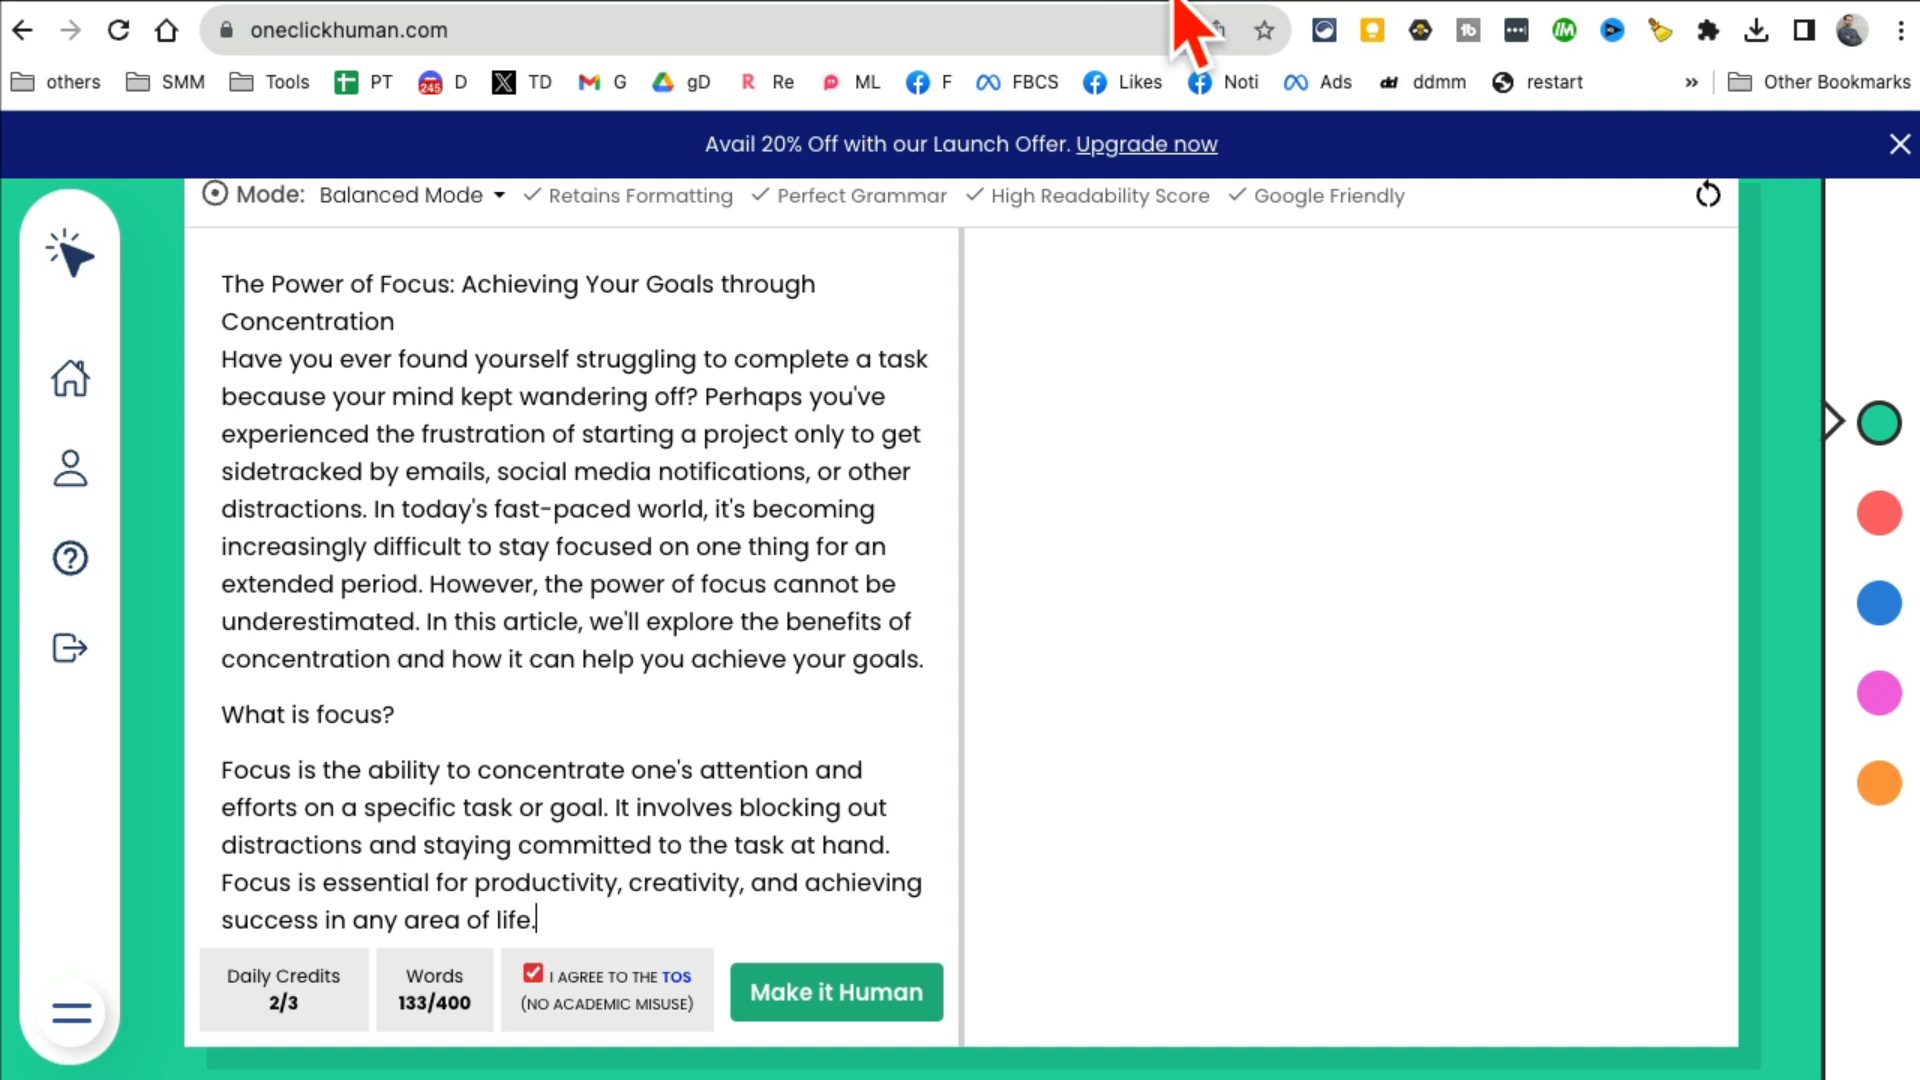 oneclickhuman.com
others SMM Tools PT 245 D TD G gD R Re ML F FBCS Likes Noti Ads dd ddmm restart » Other Bookmarks
Avail 20% Off with our Launch Offer. Upgrade now
Mode: Balanced Mode Retains Formatting Perfect Grammar High Readability Score Google Friendly
The Power of Focus: Achieving Your Goals through
Concentration
Have you ever found yourself struggling to complete a task
because your mind kept wandering off? Perhaps you've
experienced the frustration of starting a project only to get
sidetracked by emails, social media notifications, or other
distractions. In today's fast-paced world, it's becoming
increasingly difficult to stay focused on one thing for an
extended period. However, the power of focus cannot be
underestimated. In this article, we'll explore the benefits of
concentration and how it can help you achieve your goals.
What is focus?
Focus is the ability to concentrate one's attention and
efforts on a specific task or goal. It involves blocking out
distractions and staying committed to the task at hand.
Focus is essential for productivity, creativity, and achieving
success in any area of life.
Daily Credits
2/3
Words
133/400
I AGREE TO THE TOS
(NO ACADEMIC MISUSE)
Make it Human